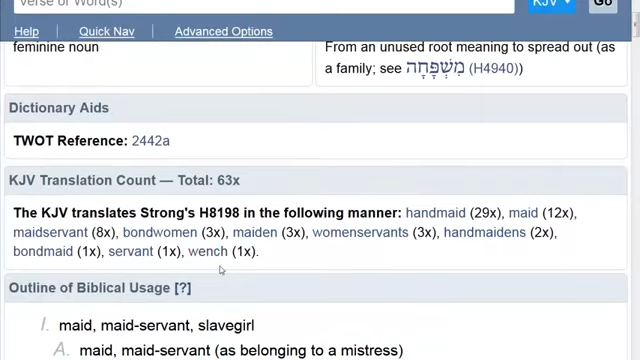 verse or Word(s) KJV Go
Help Quick Nav Advanced Options
feminine noun
From an unused root meaning to spread out (as
a family; see מִשְׁפָּחָה (H4940))
Dictionary Aids
TWOT Reference: 2442a
KJV Translation Count — Total: 63x
The KJV translates Strong's H8198 in the following manner: handmaid (29x), maid (12x),
maidservant (8x), bondwomen (3x), maiden (3x), womenservants (3x), handmaidens (2x),
bondmaid (1x), servant (1x), wench (1x).
Outline of Biblical Usage [?]
I. maid, maid-servant, slavegirl
A. maid, maid-servant (as belonging to a mistress)